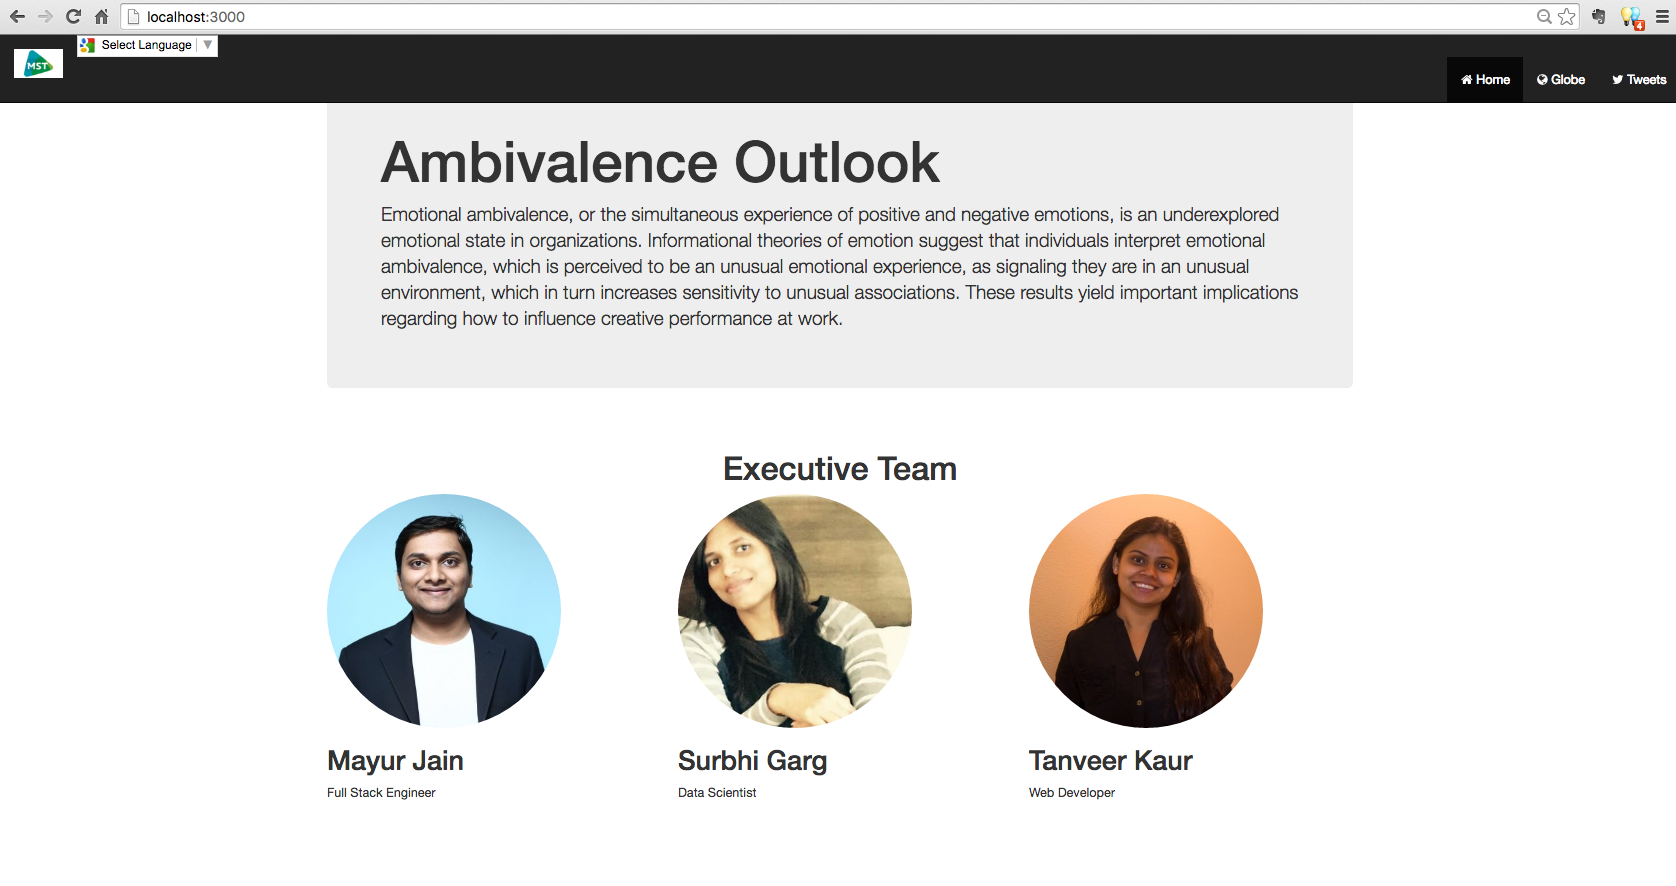 localhost:3000
4
MST
Select Language
Home
Globe
Tweets
Ambivalence Outlook
Emotional ambivalence, or the simultaneous experience of positive and negative emotions, is an underexplored
emotional state in organizations. Informational theories of emotion suggest that individuals interpret emotional
ambivalence, which is perceived to be an unusual emotional experience, as signaling they are in an unusual
environment, which in turn increases sensitivity to unusual associations. These results yield important implications
regarding how to influence creative performance at work.
Executive Team
Mayur Jain
Surbhi Garg
Tanveer Kaur
Full Stack Engineer
Data Scientist
Web Developer